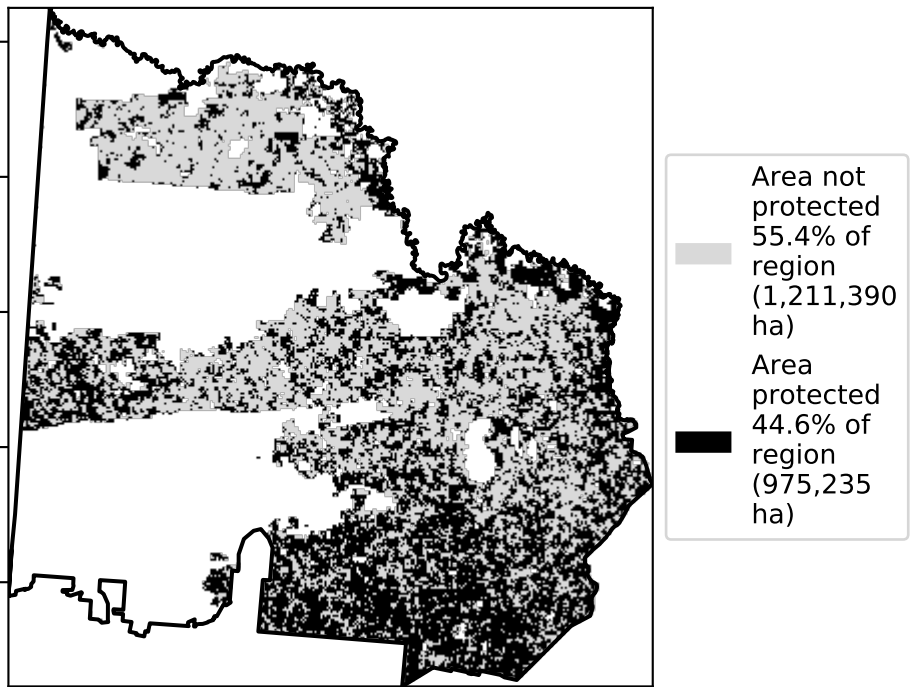 Area not
protected
55.4% of
region
(1,211,390
ha)
Area
protected
44.6% of
region
(975,235
ha)